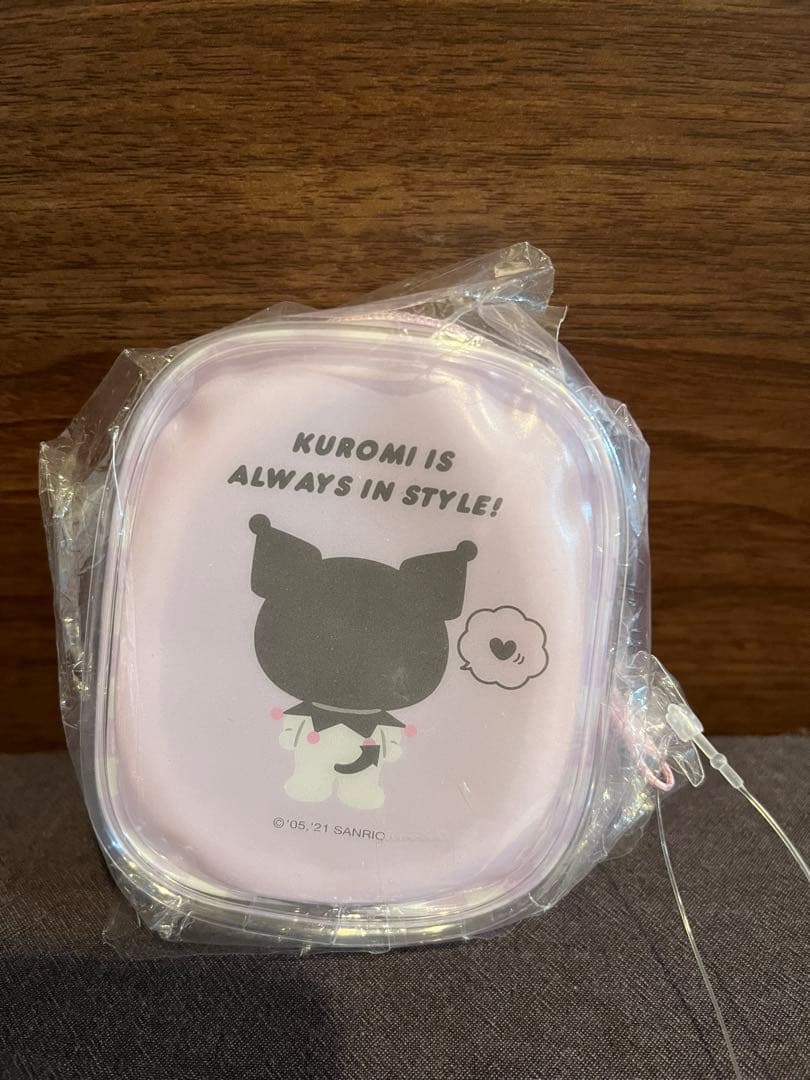 KUROMI IS
ALWAYS IN STYLE!
©'05,'21 SANRIO